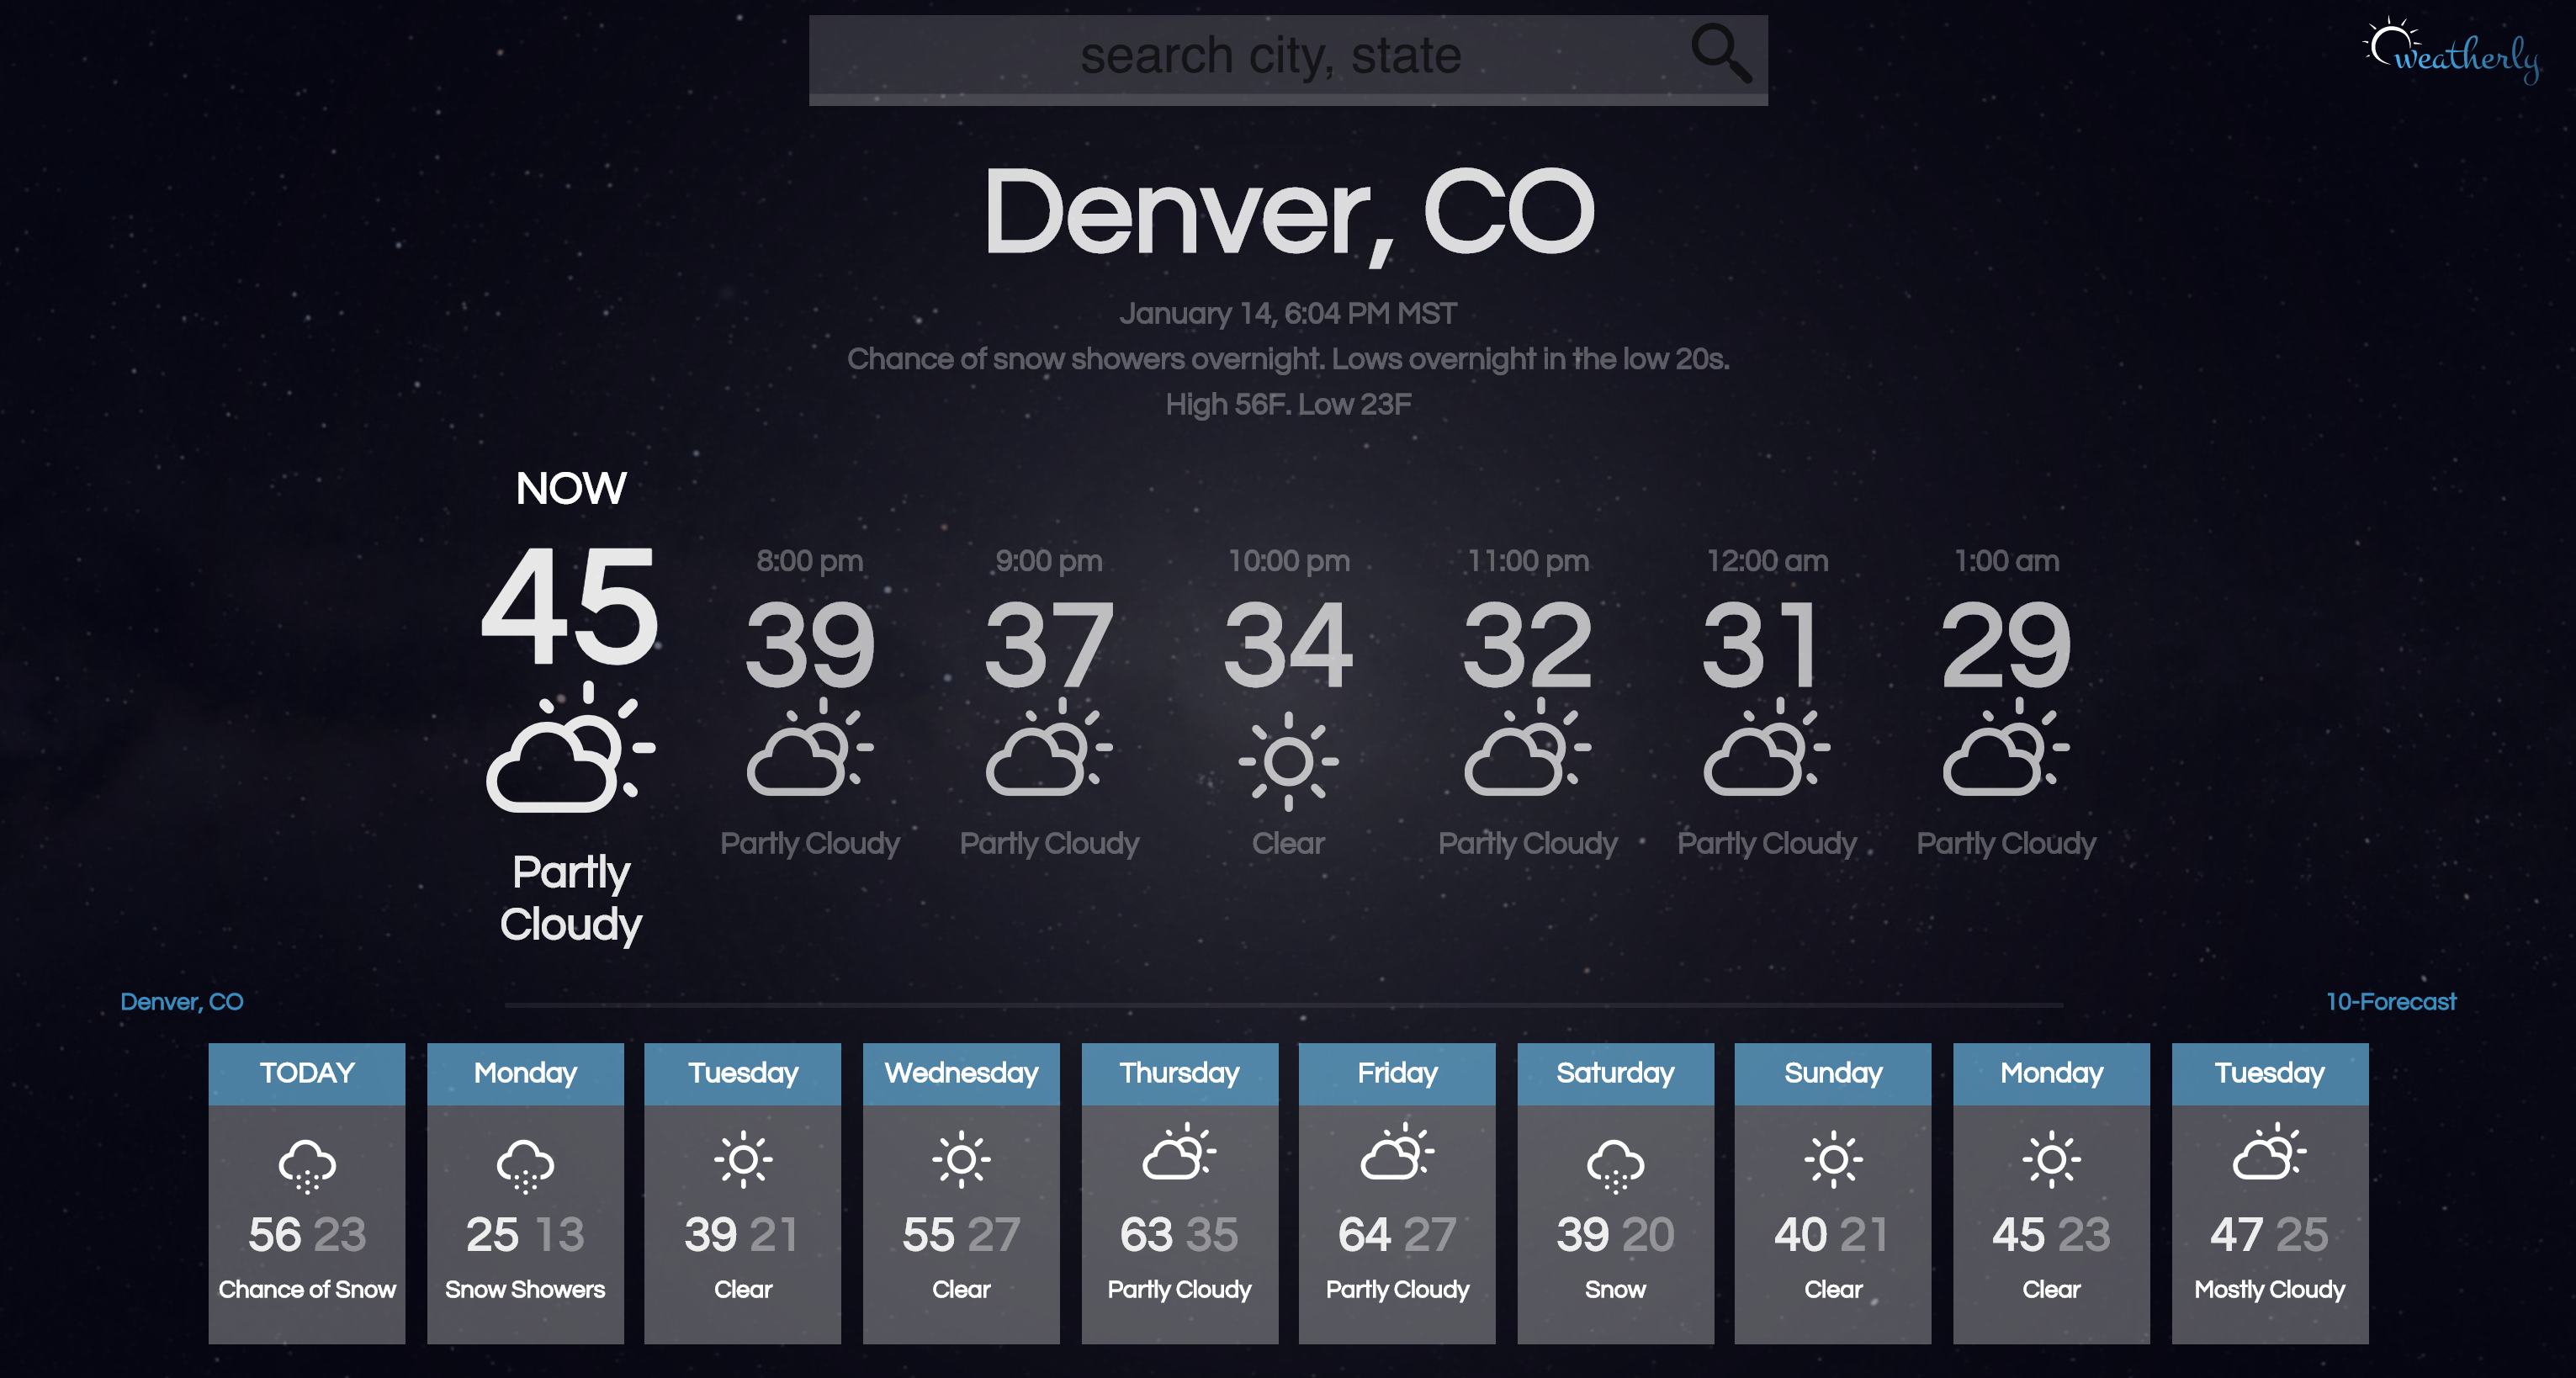 search city, state
weatherly
Denver, CO
January 14, 6:04 PM MST
Chance of snow showers overnight. Lows overnight in the low 20s.
High 56F. Low 23F
NOW
45
Partly
Cloudy
8:00 pm
39
Partly Cloudy
9:00 pm
37
Partly Cloudy
10:00 pm
34
Clear
11:00 pm
32
Partly Cloudy
12:00 am
31
Partly Cloudy
1:00 am
29
Partly Cloudy
Denver, CO
10-Forecast
TODAY
56 23
Chance of Snow
Monday
25 13
Snow Showers
Tuesday
39 21
Clear
Wednesday
55 27
Clear
Thursday
63 35
Partly Cloudy
Friday
64 27
Partly Cloudy
Saturday
39 20
Snow
Sunday
40 21
Clear
Monday
45 23
Clear
Tuesday
47 25
Mostly Cloudy